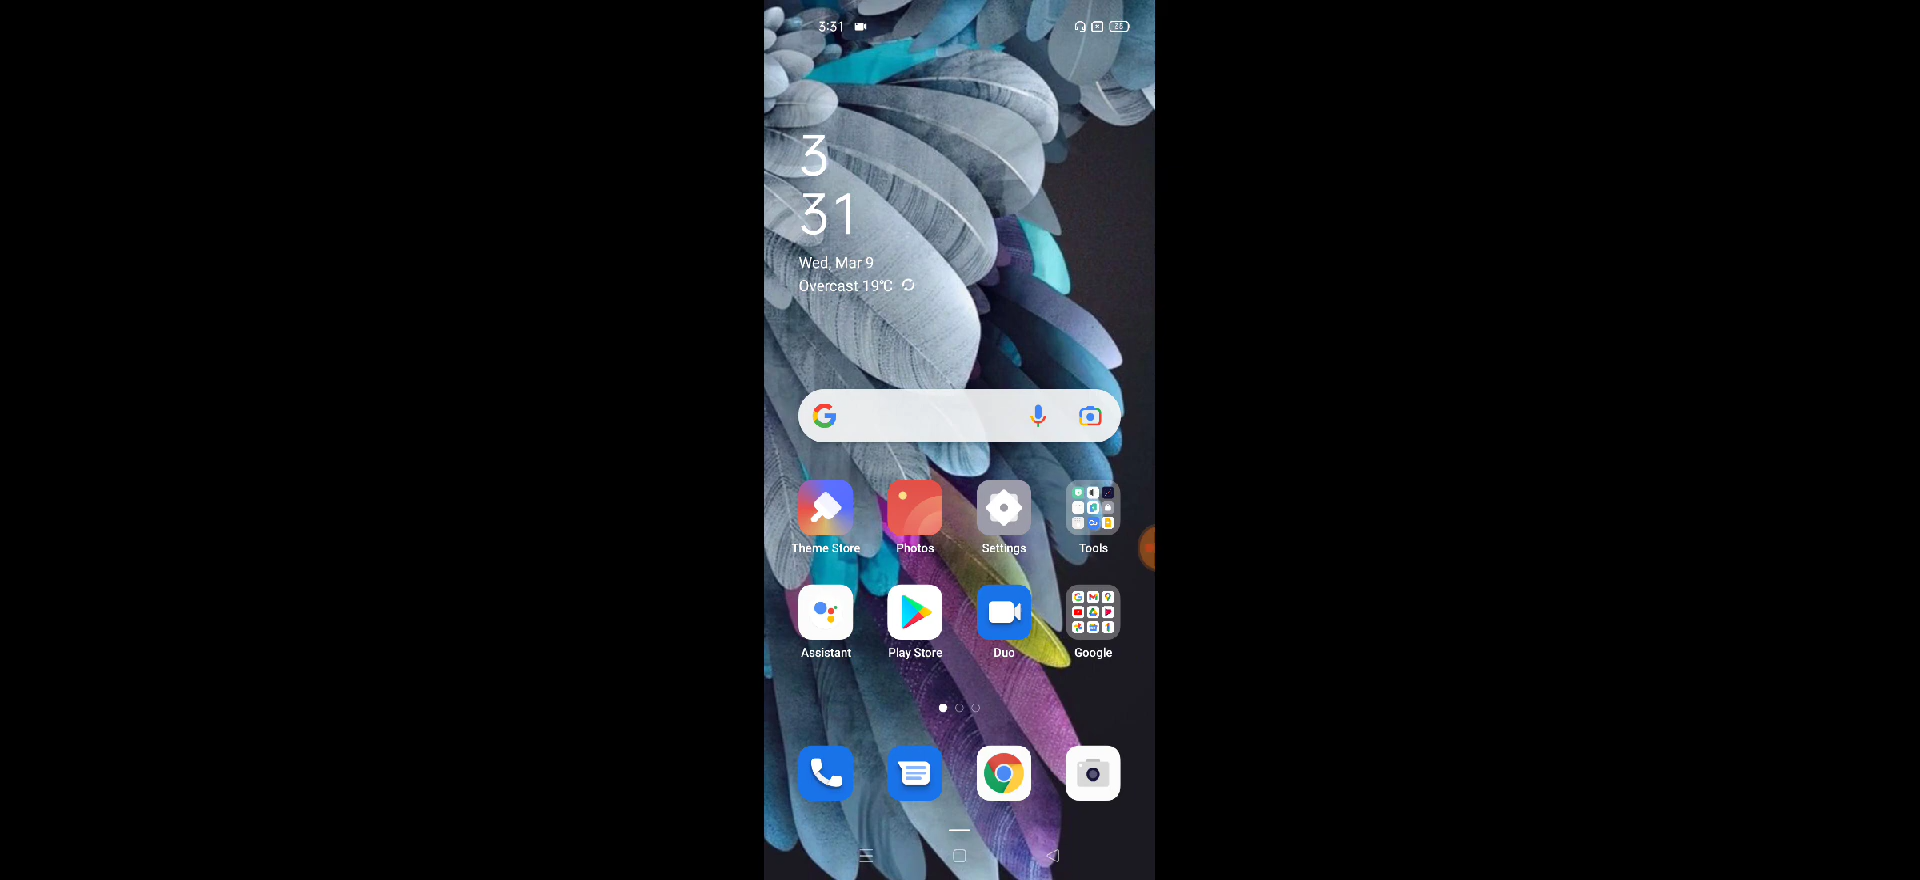 3:31
25
3
31
Wed, Mar 9
Overcast 19°C
Theme Store
Photos
Settings
Tools
Assistant
Play Store
Duo
Google